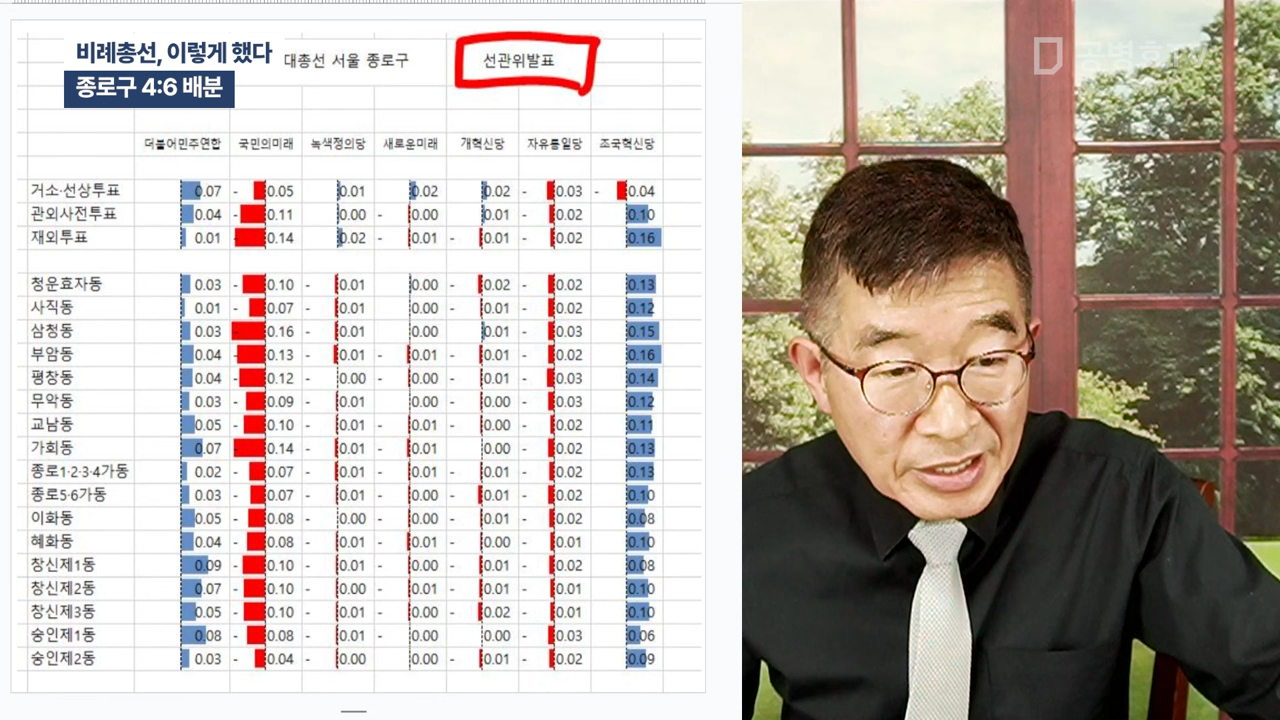 비례총선, 이렇게 했다
종로구 4:6 배분
대총선 서울 종로구
선관위발표
공병호TV
더불어민주연합 국민의미래 녹색정의당 새로운미래 개혁신당 자유통일당 조국혁신당
거소·선상투표 0.07 - 0.05 0.01 0.02 0.02 - 0.03 - 0.04
관외사전투표 0.04 - 0.11 0.00 - 0.00 0.01 - 0.02 0.10
재외투표 0.01 - 0.14 0.02 - 0.01 - 0.01 - 0.02 0.16
청운효자동 0.03 - 0.10 - 0.01 0.00 - 0.02 - 0.02 0.13
사직동 0.01 - 0.07 - 0.01 0.00 - 0.01 - 0.02 0.12
삼청동 0.03 - 0.16 - 0.01 0.00 0.01 - 0.03 0.15
부암동 0.04 - 0.13 - 0.01 - 0.01 - 0.01 - 0.02 0.16
평창동 0.04 - 0.12 - 0.00 - 0.00 - 0.01 - 0.03 0.14
무악동 0.03 - 0.09 - 0.01 - 0.00 - 0.00 - 0.03 0.12
교남동 0.05 - 0.10 - 0.01 - 0.00 - 0.01 - 0.02 0.11
가회동 0.07 - 0.14 - 0.01 - 0.01 0.00 - 0.02 0.13
종로1·2·3·4가동 0.02 - 0.07 - 0.01 - 0.01 - 0.01 - 0.02 0.13
종로5·6가동 0.03 - 0.07 - 0.01 - 0.00 - 0.01 - 0.02 0.10
이화동 0.05 - 0.08 - 0.00 - 0.00 - 0.01 - 0.02 0.08
혜화동 0.04 - 0.08 - 0.01 - 0.01 - 0.00 - 0.01 0.10
창신제1동 0.09 - 0.10 - 0.01 - 0.00 - 0.01 - 0.02 0.08
창신제2동 0.07 - 0.10 - 0.00 - 0.01 - 0.01 - 0.01 0.10
창신제3동 0.05 - 0.10 - 0.01 - 0.00 - 0.02 - 0.01 0.10
숭인제1동 0.08 - 0.08 - 0.01 - 0.00 0.00 - 0.03 0.06
숭인제2동 0.03 - 0.04 - 0.00 0.00 - 0.01 - 0.02 0.09